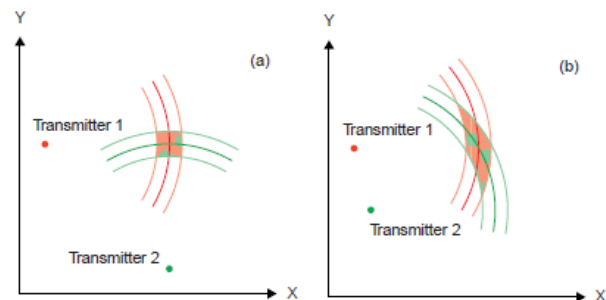 Y
(a)
Transmitter 1
Transmitter 2
X
Y
(b)
Transmitter 1
Transmitter 2
X